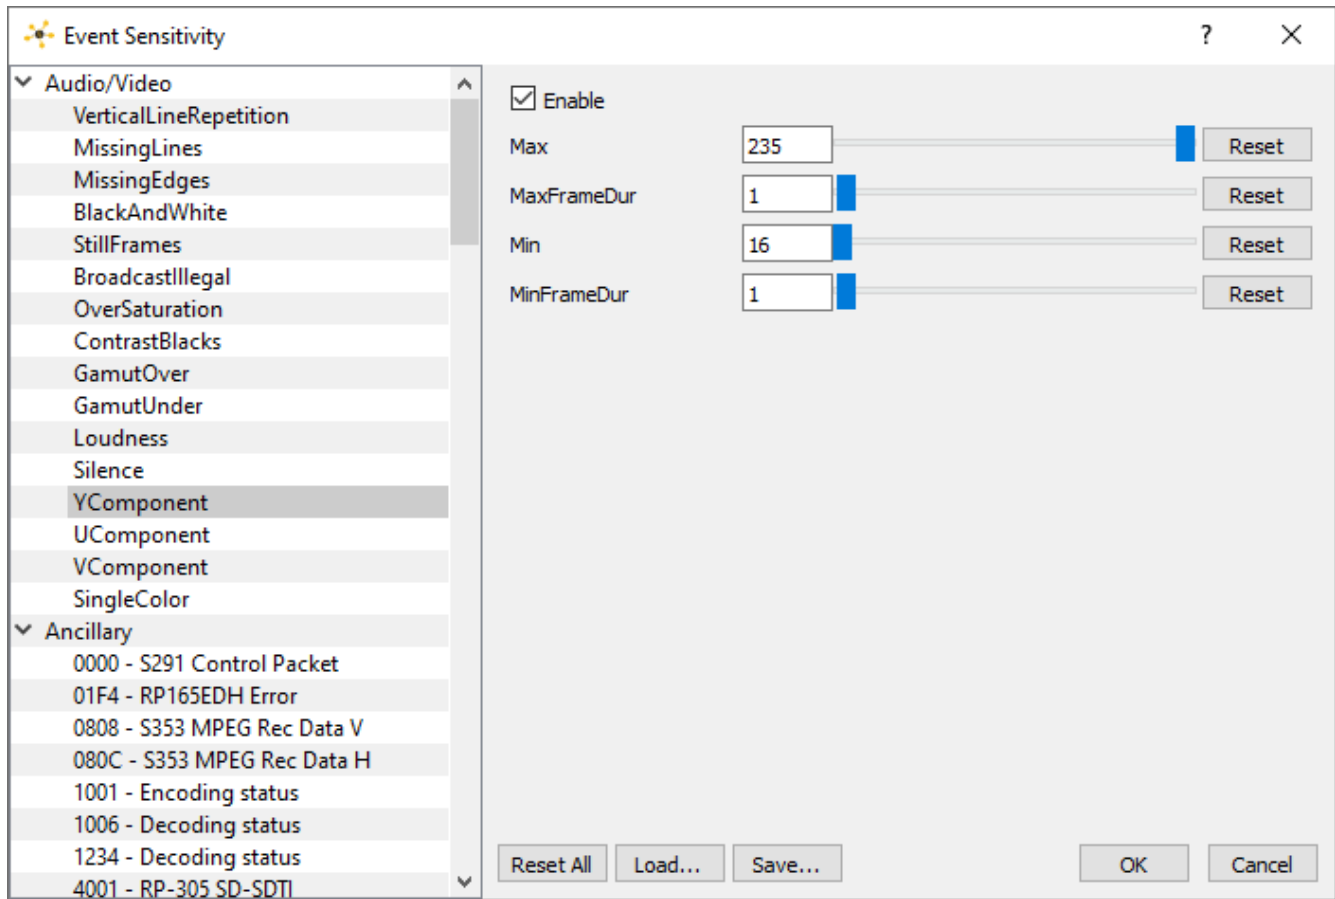 Event Sensitivity
?
Audio/Video
VerticalLineRepetition
MissingLines
MissingEdges
BlackAndWhite
StillFrames
BroadcastIllegal
OverSaturation
ContrastBlacks
GamutOver
GamutUnder
Loudness
Silence
YComponent
UComponent
VComponent
SingleColor
Ancillary
0000 - S291 Control Packet
01F4 - RP165EDH Error
0808 - S353 MPEG Rec Data V
080C - S353 MPEG Rec Data H
1001 - Encoding status
1006 - Decoding status
1234 - Decoding status
4001 - RP-305 SD-SDTI
Enable
Max 235 Reset
MaxFrameDur 1 Reset
Min 16 Reset
MinFrameDur 1 Reset
Reset All Load... Save... OK Cancel